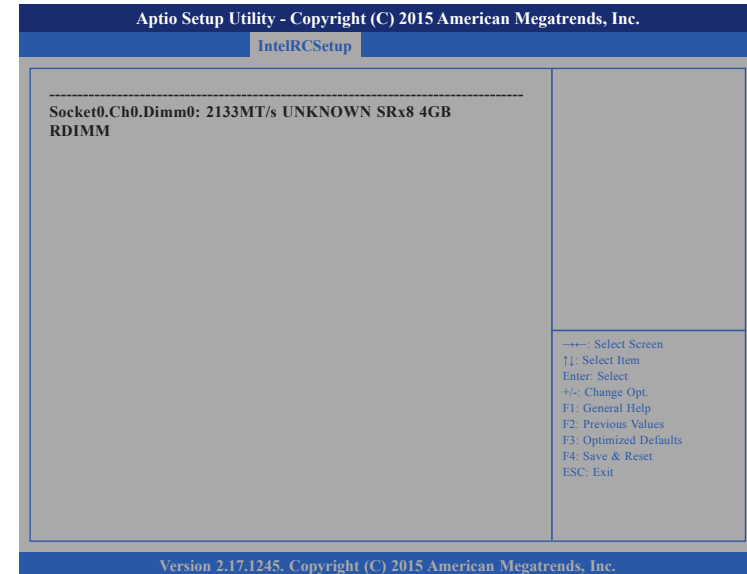 Aptio Setup Utility - Copyright (C) 2015 American Megatrends, Inc.
IntelRCSetup
--------------------------------------------------------------------------------
Socket0.Ch0.Dimm0: 2133MT/s UNKNOWN SRx8 4GB
RDIMM
→←: Select Screen
↑↓: Select Item
Enter: Select
+/-: Change Opt.
F1: General Help
F2: Previous Values
F3: Optimized Defaults
F4: Save & Reset
ESC: Exit
Version 2.17.1245. Copyright (C) 2015 American Megatrends, Inc.